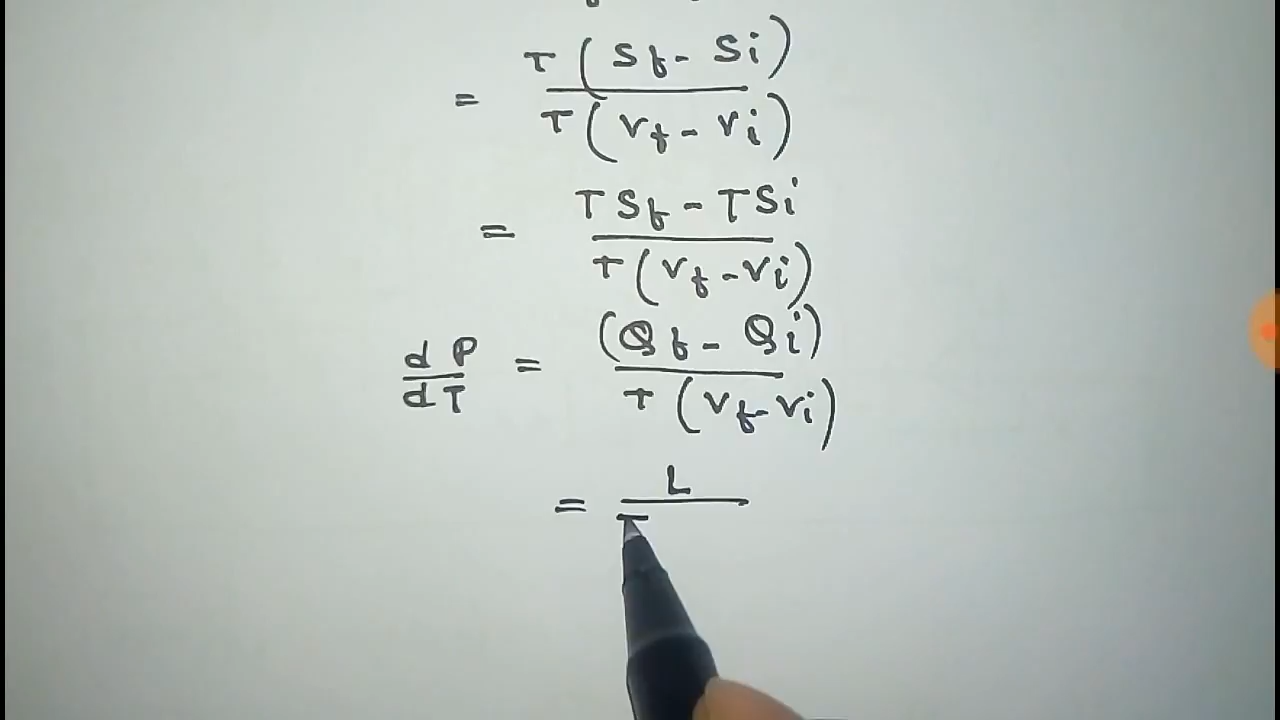 = T(Sf - Si) / T(Vf - Vi)
= TSf - TSi / T(Vf - Vi)
dP/dT = (Qf - Qi) / T(Vf - Vi)
= L / T